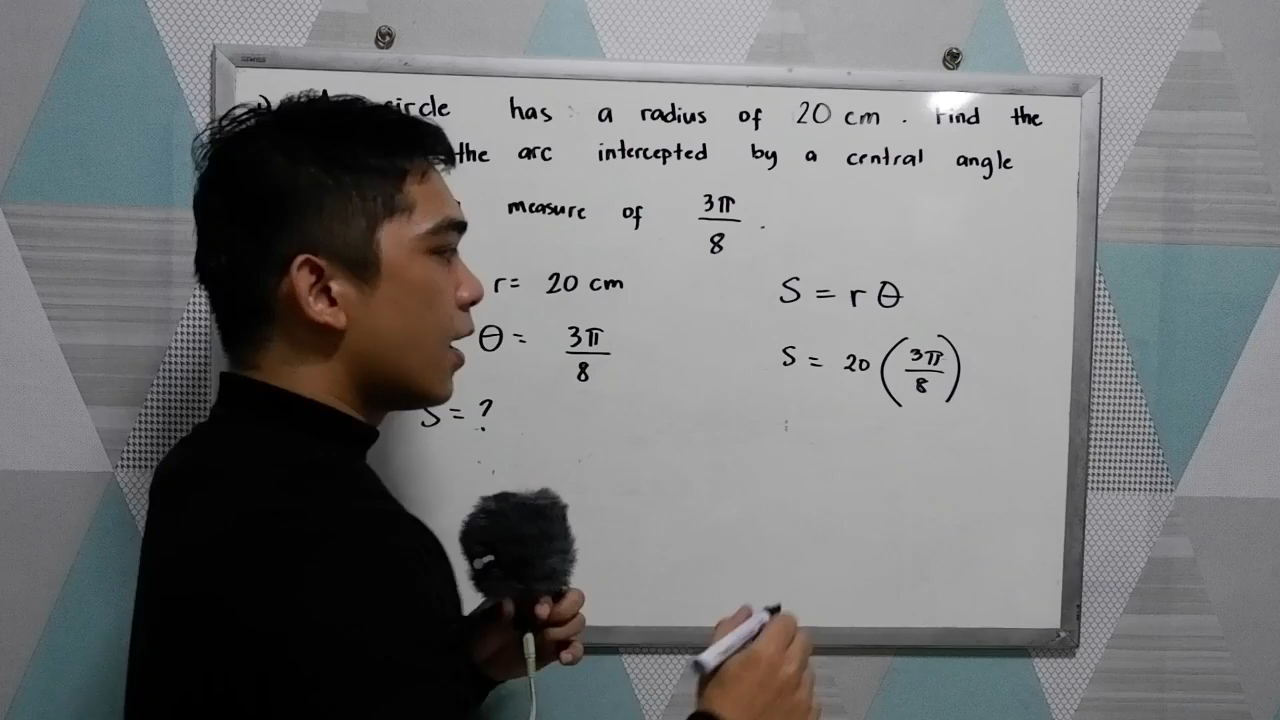 1) circle has a radius of 20 cm. Find the
the arc intercepted by a central angle
measure of 3π/8.
r = 20 cm
S = rθ
θ = 3π/8
S = 20 (3π/8)
S = ?